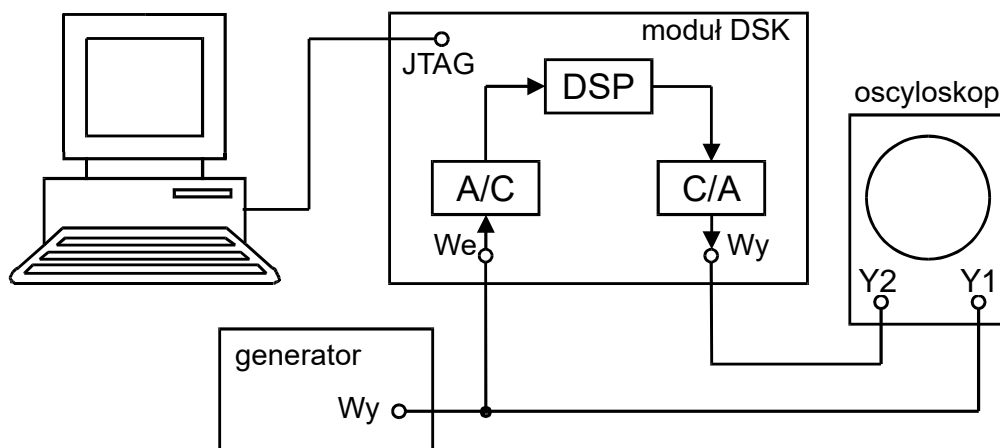 moduł DSK
JTAG
DSP
oscyloskop
A/C
C/A
We
Wy
Y2
Y1
generator
Wy